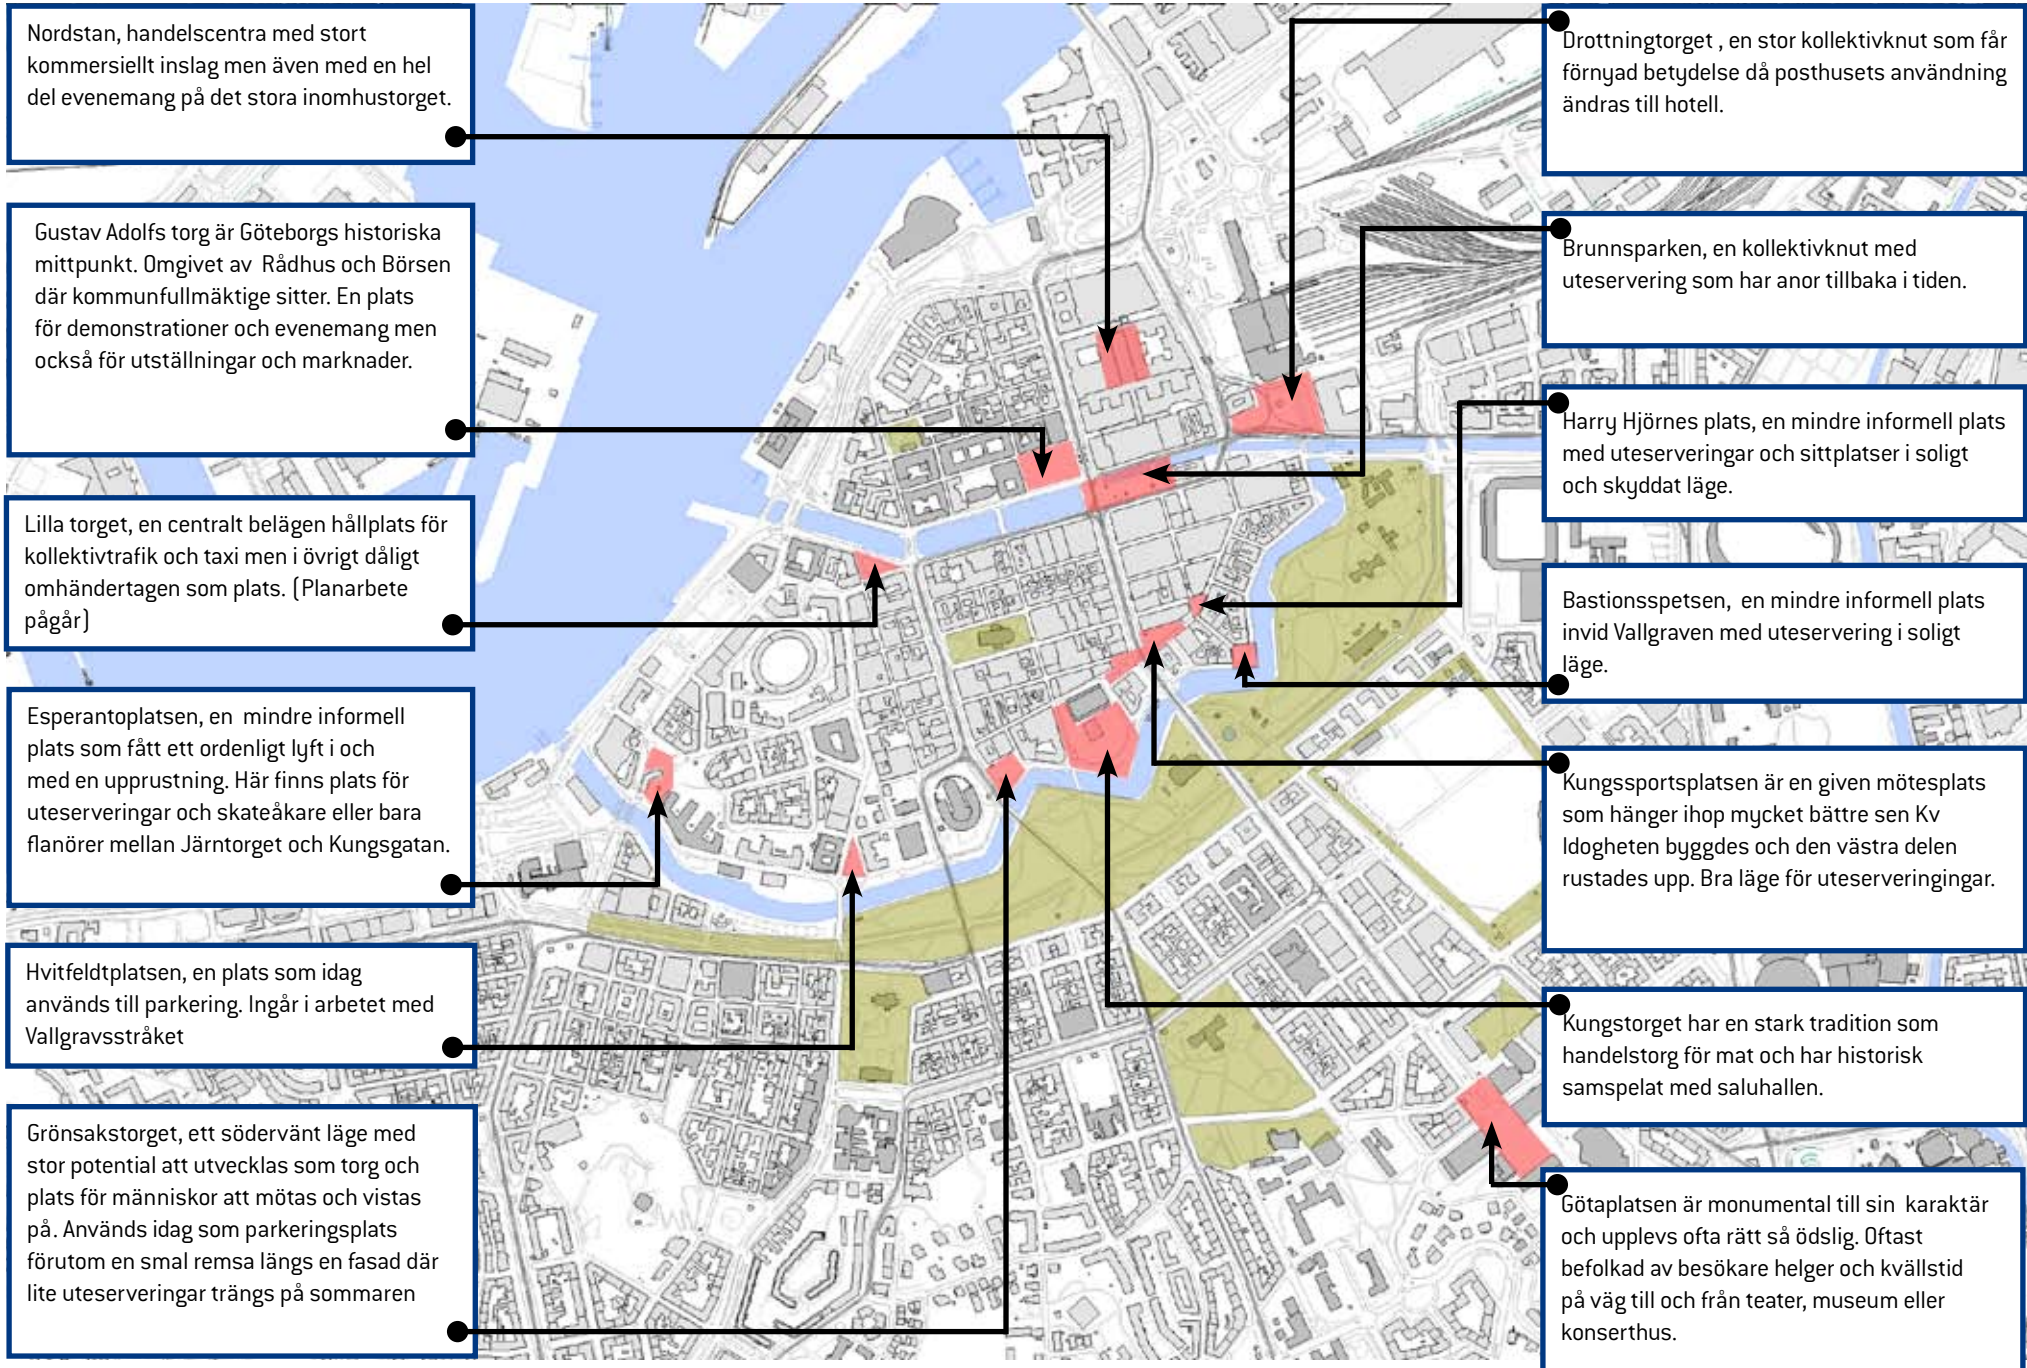 Nordstan, handelscentra med stort
kommersiellt inslag men även med en hel
del evenemang på det stora inomhustorget.
Gustav Adolfs torg är Göteborgs historiska
mittpunkt. Omgivet av Rådhus och Börsen
där kommunfullmäktige sitter. En plats
för demonstrationer och evenemang men
också för utställningar och marknader.
Lilla torget, en centralt belägen hållplats för
kollektivtrafik och taxi men i övrigt dåligt
omhändertagen som plats. (Planarbete
pågår)
Esperantoplatsen, en mindre informell
plats som fått ett ordenligt lyft i och
med en upprustning. Här finns plats för
uteserveringar och skateåkare eller bara
flanörer mellan Järntorget och Kungsgatan.
Hvitfeldtplatsen, en plats som idag
används till parkering. Ingår i arbetet med
Vallgravsstråket
Grönsakstorget, ett södervänt läge med
stor potential att utvecklas som torg och
plats för människor att mötas och vistas
på. Används idag som parkeringsplats
förutom en smal remsa längs en fasad där
lite uteserveringar trängs på sommaren
Drottningtorget , en stor kollektivknut som får
förnyad betydelse då posthusets användning
ändras till hotell.
Brunnsparken, en kollektivknut med
uteservering som har anor tillbaka i tiden.
Harry Hjörnes plats, en mindre informell plats
med uteserveringar och sittplatser i soligt
och skyddat läge.
Bastionsspetsen, en mindre informell plats
invid Vallgraven med uteservering i soligt
läge.
Kungssportsplatsen är en given mötesplats
som hänger ihop mycket bättre sen Kv
Idogheten byggdes och den västra delen
rustades upp. Bra läge för uteserveringingar.
Kungstorget har en stark tradition som
handelstorg för mat och har historisk
samspelat med saluhallen.
Götaplatsen är monumental till sin karaktär
och upplevs ofta rätt så ödslig. Oftast
befolkad av besökare helger och kvällstid
på väg till och från teater, museum eller
konserthus.